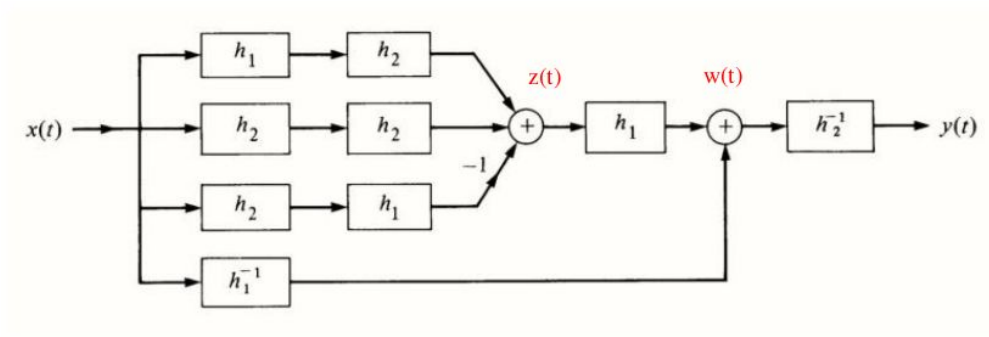 h₁ h₂
z(t) w(t)
x(t) h₂ h₂ + h₁ + h₂⁻¹ y(t)
−1
h₂ h₁
h₁⁻¹